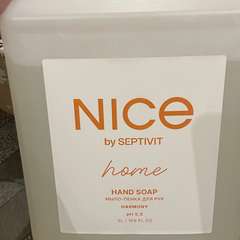 NICE
by SEPTIVIT
home
HAND SOAP
МЫЛО-ПЕНКА ДЛЯ РУК
HARMONY
pH 5,5